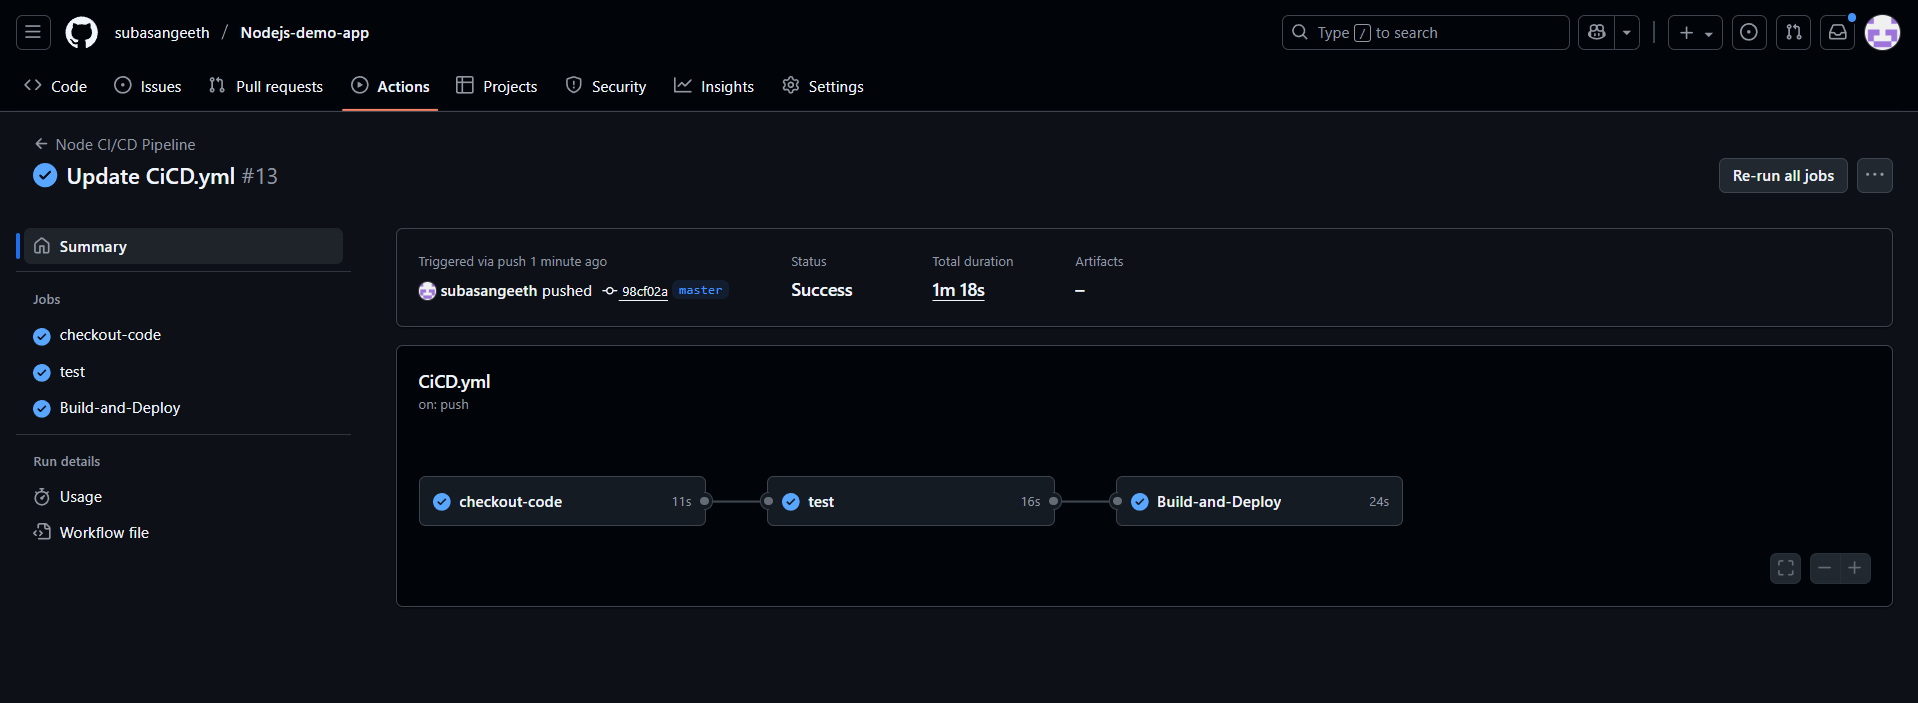 subasangeeth / Nodejs-demo-app
Type / to search
Code
Issues
Pull requests
Actions
Projects
Security
Insights
Settings
Node CI/CD Pipeline
Update CiCD.yml #13
Re-run all jobs
Summary
Jobs
checkout-code
test
Build-and-Deploy
Run details
Usage
Workflow file
Triggered via push 1 minute ago
subasangeeth pushed 98cf02a master
Status
Success
Total duration
1m 18s
Artifacts
–
CiCD.yml
on: push
checkout-code 11s
test 16s
Build-and-Deploy 24s